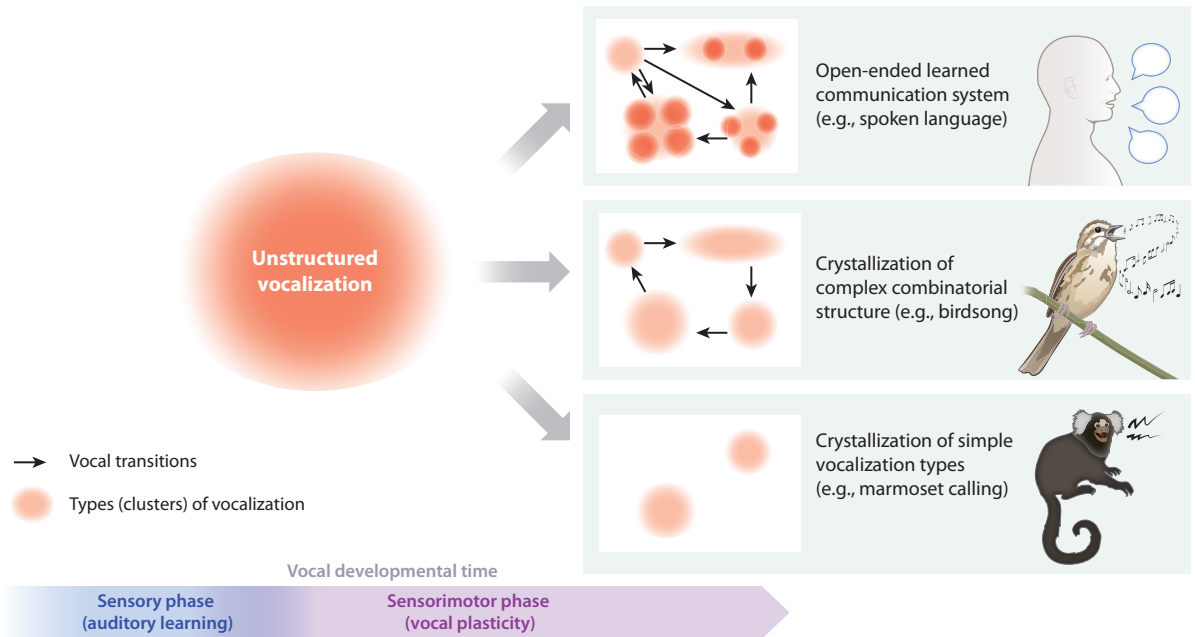 Unstructured
vocalization
Open-ended learned
communication system
(e.g., spoken language)
Crystallization of
complex combinatorial
structure (e.g., birdsong)
Crystallization of simple
vocalization types
(e.g., marmoset calling)
Vocal transitions
Types (clusters) of vocalization
Vocal developmental time
Sensory phase
(auditory learning)
Sensorimotor phase
(vocal plasticity)